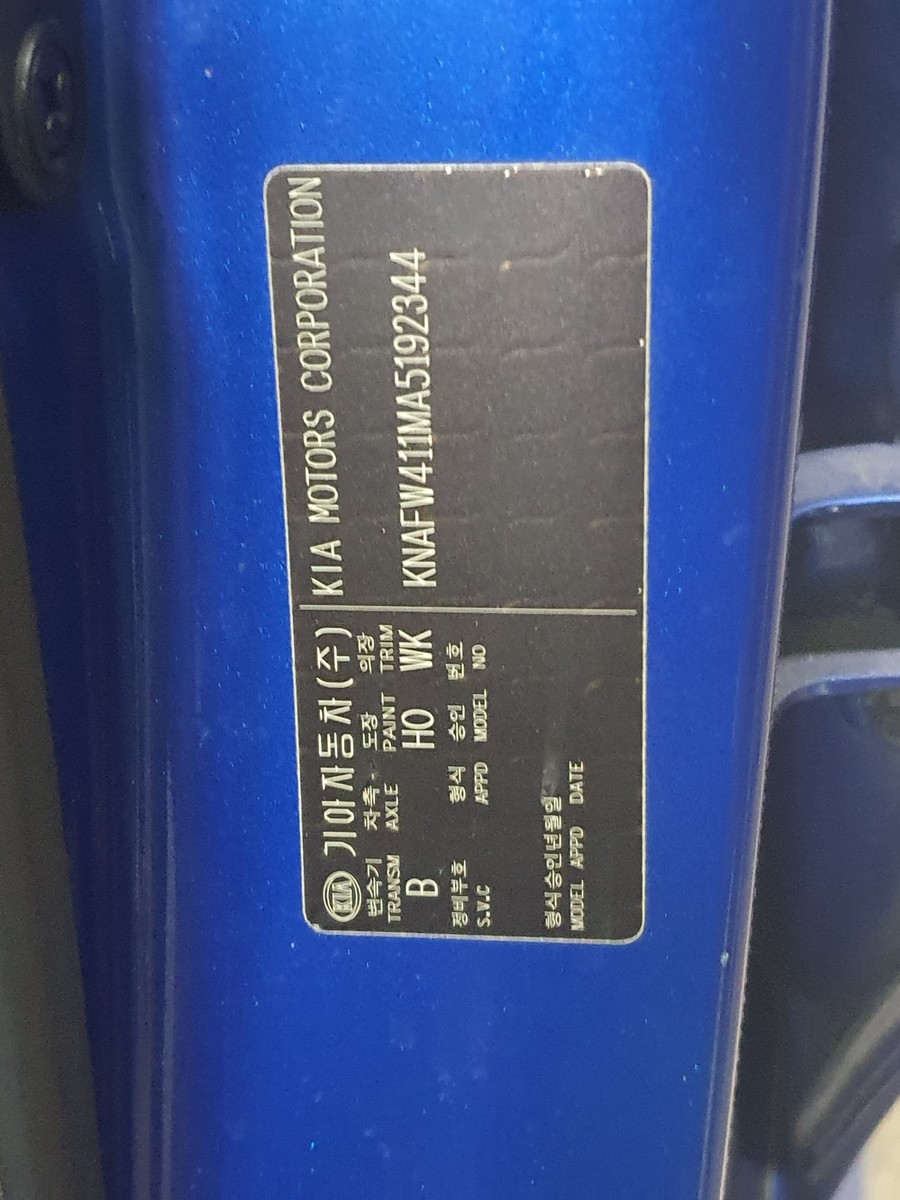 KIA 기아자동차(주) KIA MOTORS CORPORATION
변속기 차축 도장 의장
TRANSM AXLE PAINT TRIM
B HO WK KNAFW411MA5192344
정비부호 형식 승인 번호
S.V.C APPD MODEL NO
형식승인년월일
MODEL APPD DATE